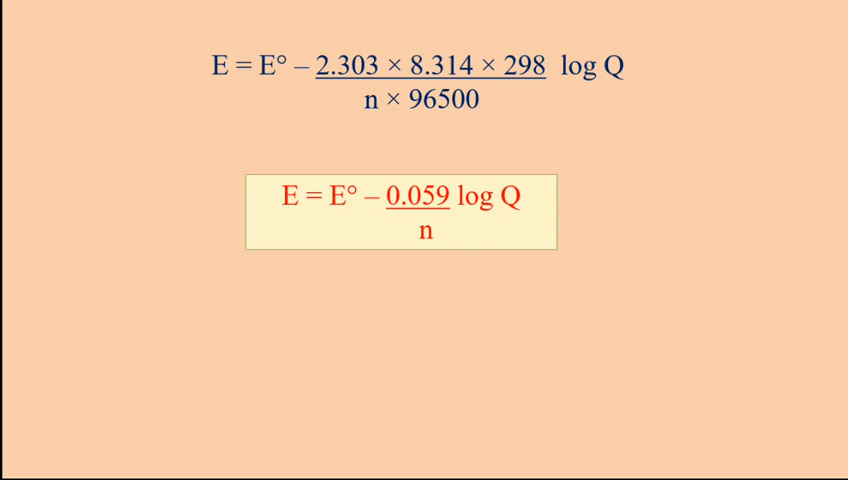 E = E° – 2.303 × 8.314 × 298 log Q
n × 96500
E = E° – 0.059 log Q
n